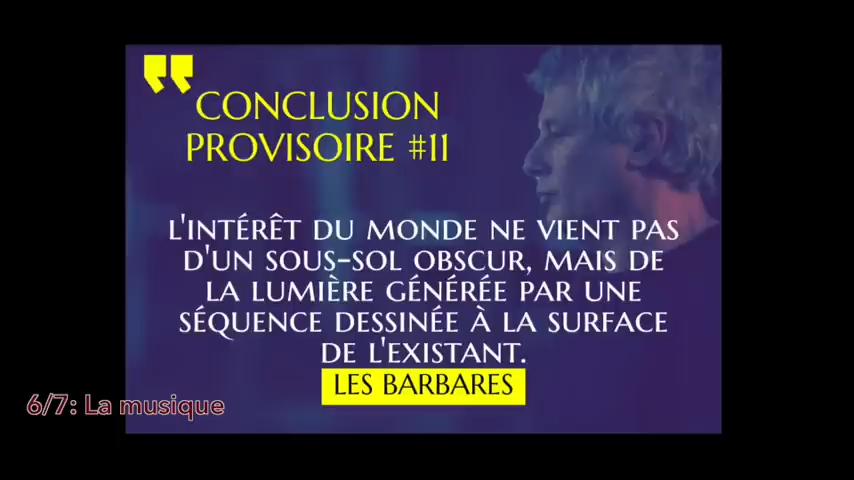 CONCLUSION
PROVISOIRE #11
L'INTÉRÊT DU MONDE NE VIENT PAS
D'UN SOUS-SOL OBSCUR, MAIS DE
LA LUMIÈRE GÉNÉRÉE PAR UNE
SÉQUENCE DESSINÉE À LA SURFACE
DE L'EXISTANT.
LES BARBARES
6/7: La musique